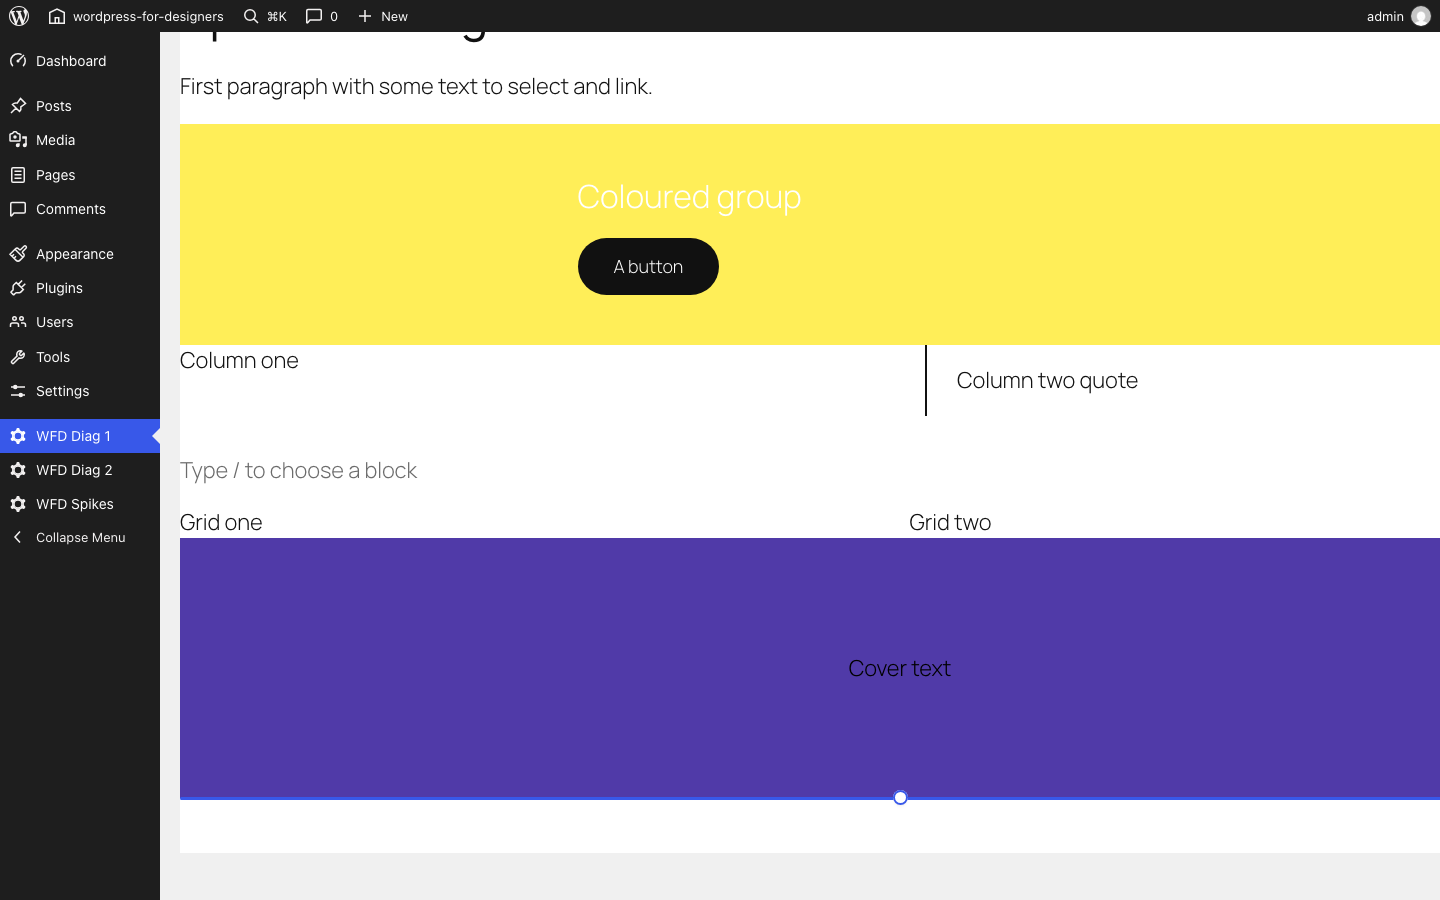 wordpress-for-designers
⌘K
0
New
admin
Dashboard
Posts
Media
Pages
Comments
Appearance
Plugins
Users
Tools
Settings
WFD Diag 1
WFD Diag 2
WFD Spikes
Collapse Menu
First paragraph with some text to select and link.
Coloured group
A button
Column one
Column two quote
Type / to choose a block
Grid one
Grid two
Cover text